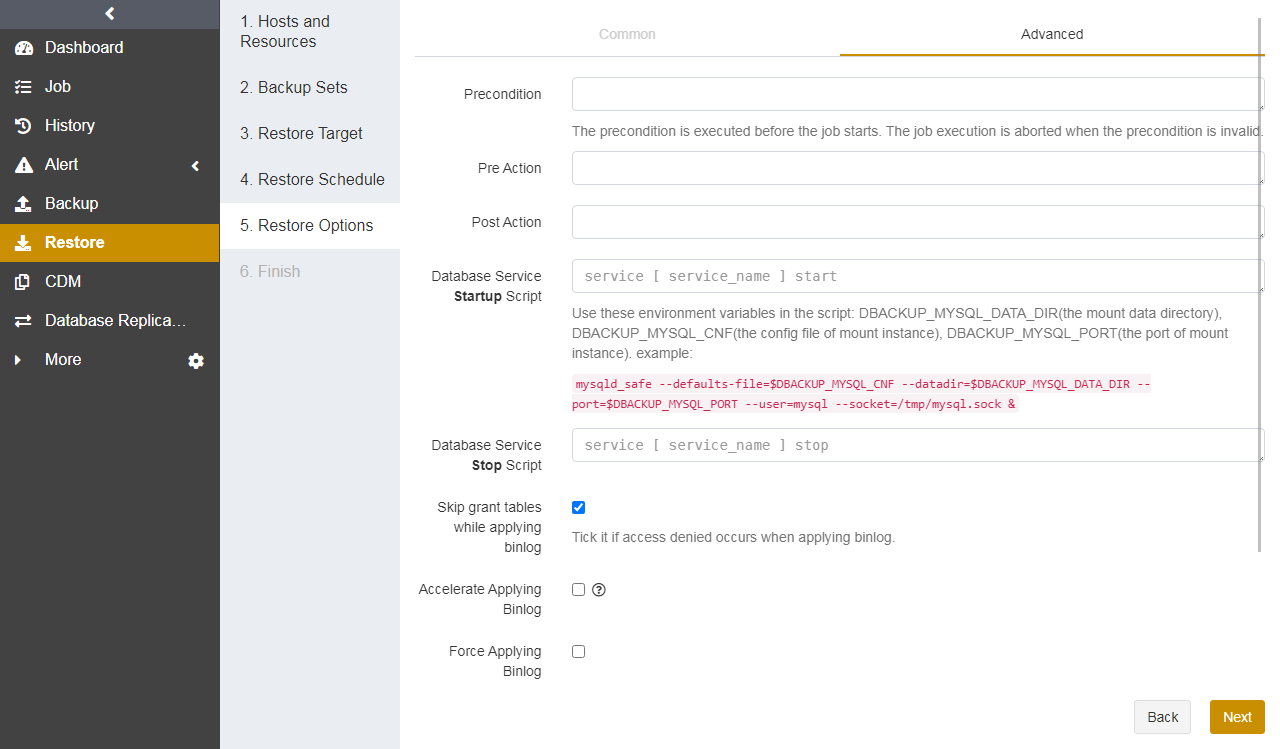 Dashboard
Job
History
Alert
Backup
Restore
CDM
Database Replica...
More
1. Hosts and
Resources
2. Backup Sets
3. Restore Target
4. Restore Schedule
5. Restore Options
6. Finish
Common
Advanced
Precondition
The precondition is executed before the job starts. The job execution is aborted when the precondition is invalid.
Pre Action
Post Action
Database Service
Startup Script
service [ service_name ] start
Use these environment variables in the script: DBACKUP_MYSQL_DATA_DIR(the mount data directory),
DBACKUP_MYSQL_CNF(the config file of mount instance), DBACKUP_MYSQL_PORT(the port of mount
instance). example:
mysqld_safe --defaults-file=$DBACKUP_MYSQL_CNF --datadir=$DBACKUP_MYSQL_DATA_DIR --
port=$DBACKUP_MYSQL_PORT --user=mysql --socket=/tmp/mysql.sock &
Database Service
Stop Script
service [ service_name ] stop
Skip grant tables
while applying
binlog
Tick it if access denied occurs when applying binlog.
Accelerate Applying
Binlog
Force Applying
Binlog
Back
Next